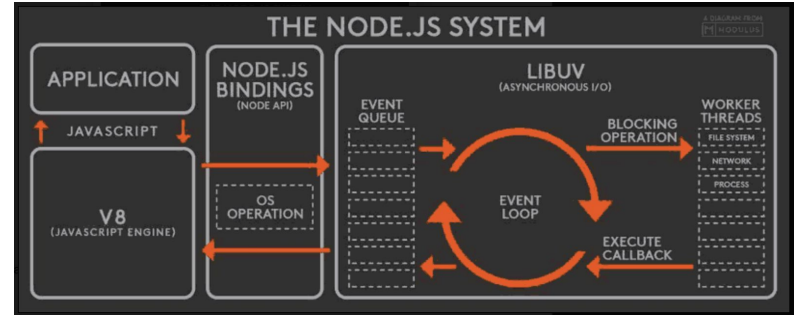 THE NODE.JS SYSTEM
A DIAGRAM FROM
MODULUS
APPLICATION
JAVASCRIPT
V8
(JAVASCRIPT ENGINE)
NODE.JS
BINDINGS
(NODE API)
OS
OPERATION
LIBUV
(ASYNCHRONOUS I/O)
EVENT
QUEUE
EVENT
LOOP
BLOCKING
OPERATION
EXECUTE
CALLBACK
WORKER
THREADS
FILE SYSTEM
NETWORK
PROCESS